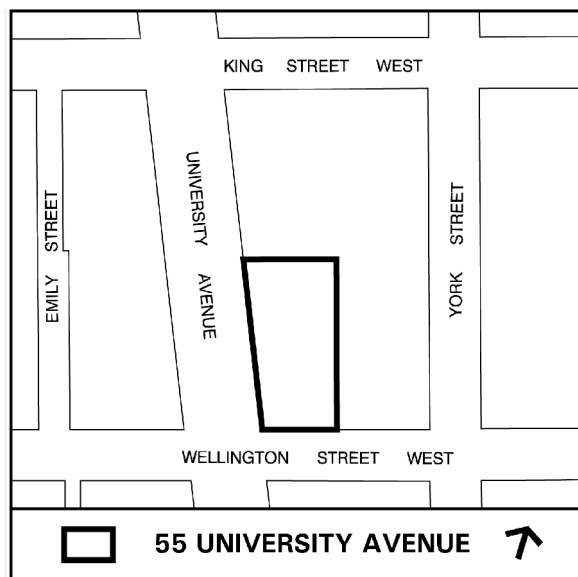 KING STREET WEST
UNIVERSITY AVENUE
EMILY STREET
YORK STREET
WELLINGTON STREET WEST
55 UNIVERSITY AVENUE